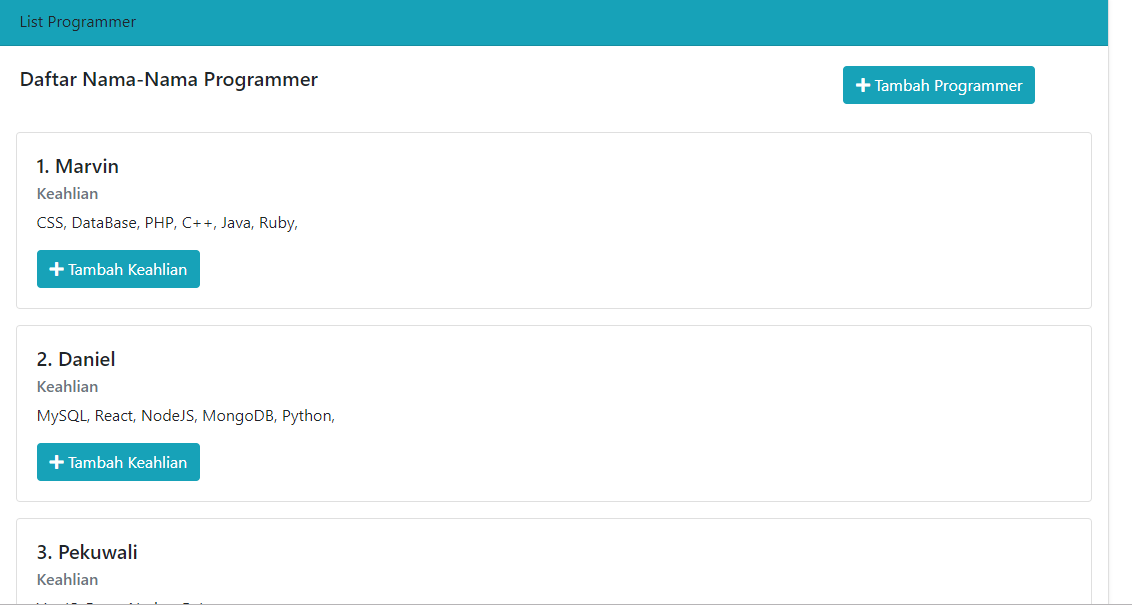 List Programmer
Daftar Nama-Nama Programmer
Tambah Programmer
1. Marvin
Keahlian
CSS, DataBase, PHP, C++, Java, Ruby,
Tambah Keahlian
2. Daniel
Keahlian
MySQL, React, NodeJS, MongoDB, Python,
Tambah Keahlian
3. Pekuwali
Keahlian